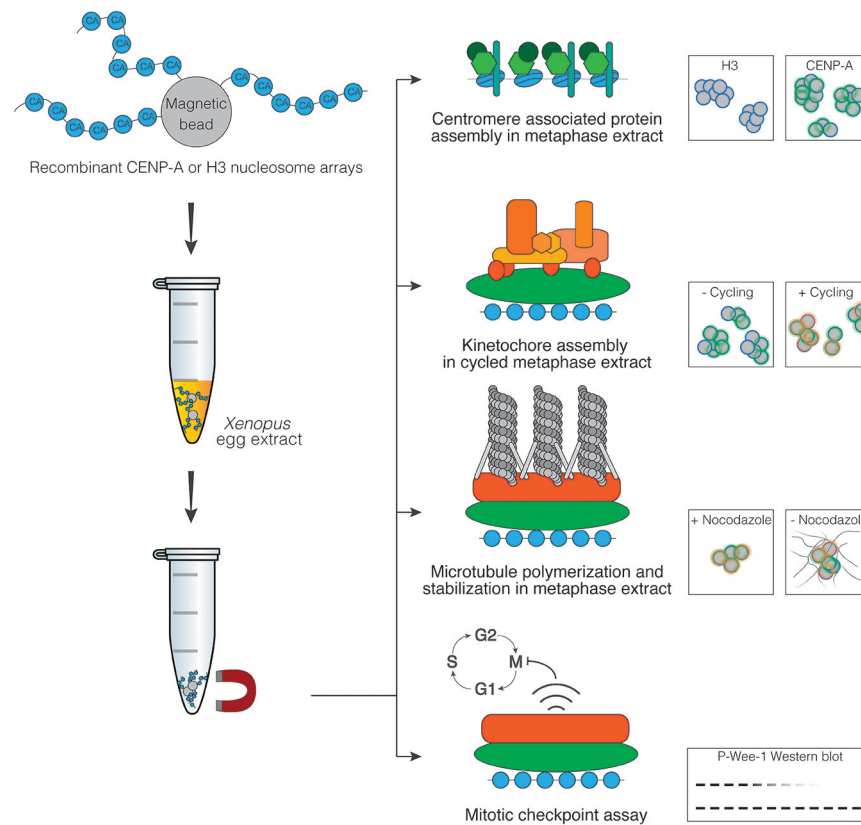 CA CA CA CA CA CA CA
CA CA CA CA CA
CA CA CA CA CA CA
Magnetic
bead
Recombinant CENP-A or H3 nucleosome arrays
Xenopus
egg extract
Centromere associated protein
assembly in metaphase extract
H3
CENP-A
Kinetochore assembly
in cycled metaphase extract
- Cycling
+ Cycling
Microtubule polymerization and
stabilization in metaphase extract
+ Nocodazole
- Nocodazol
G2
S
M
G1
Mitotic checkpoint assay
P-Wee-1 Western blot